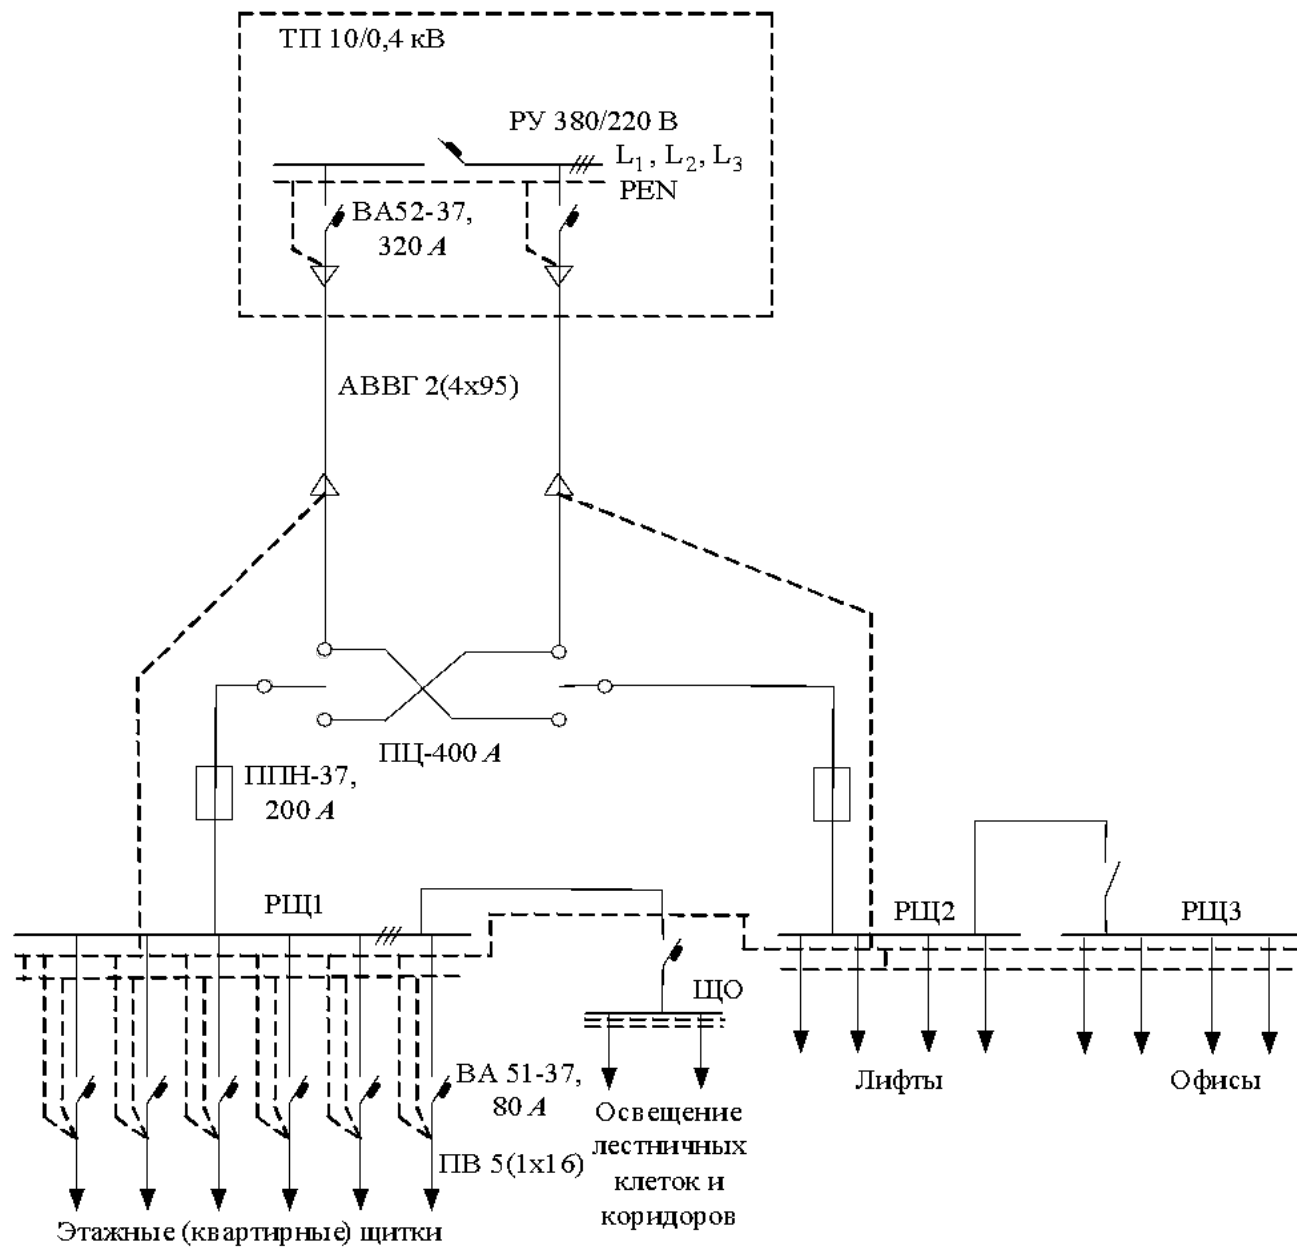 ТП 10/0,4 кВ
РУ 380/220 В
L1 , L2, L3
PEN
ВА52-37,
320 А
АВВГ 2(4х95)
ПЦ-400 А
ППН-37,
200 А
РЩ1
РЩ2
РЩ3
ЩО
ВА 51-37,
80 А
ПВ 5(1х16)
Лифты
Офисы
Освещение
лестничных
клеток и
коридоров
Этажные (квартирные) щитки